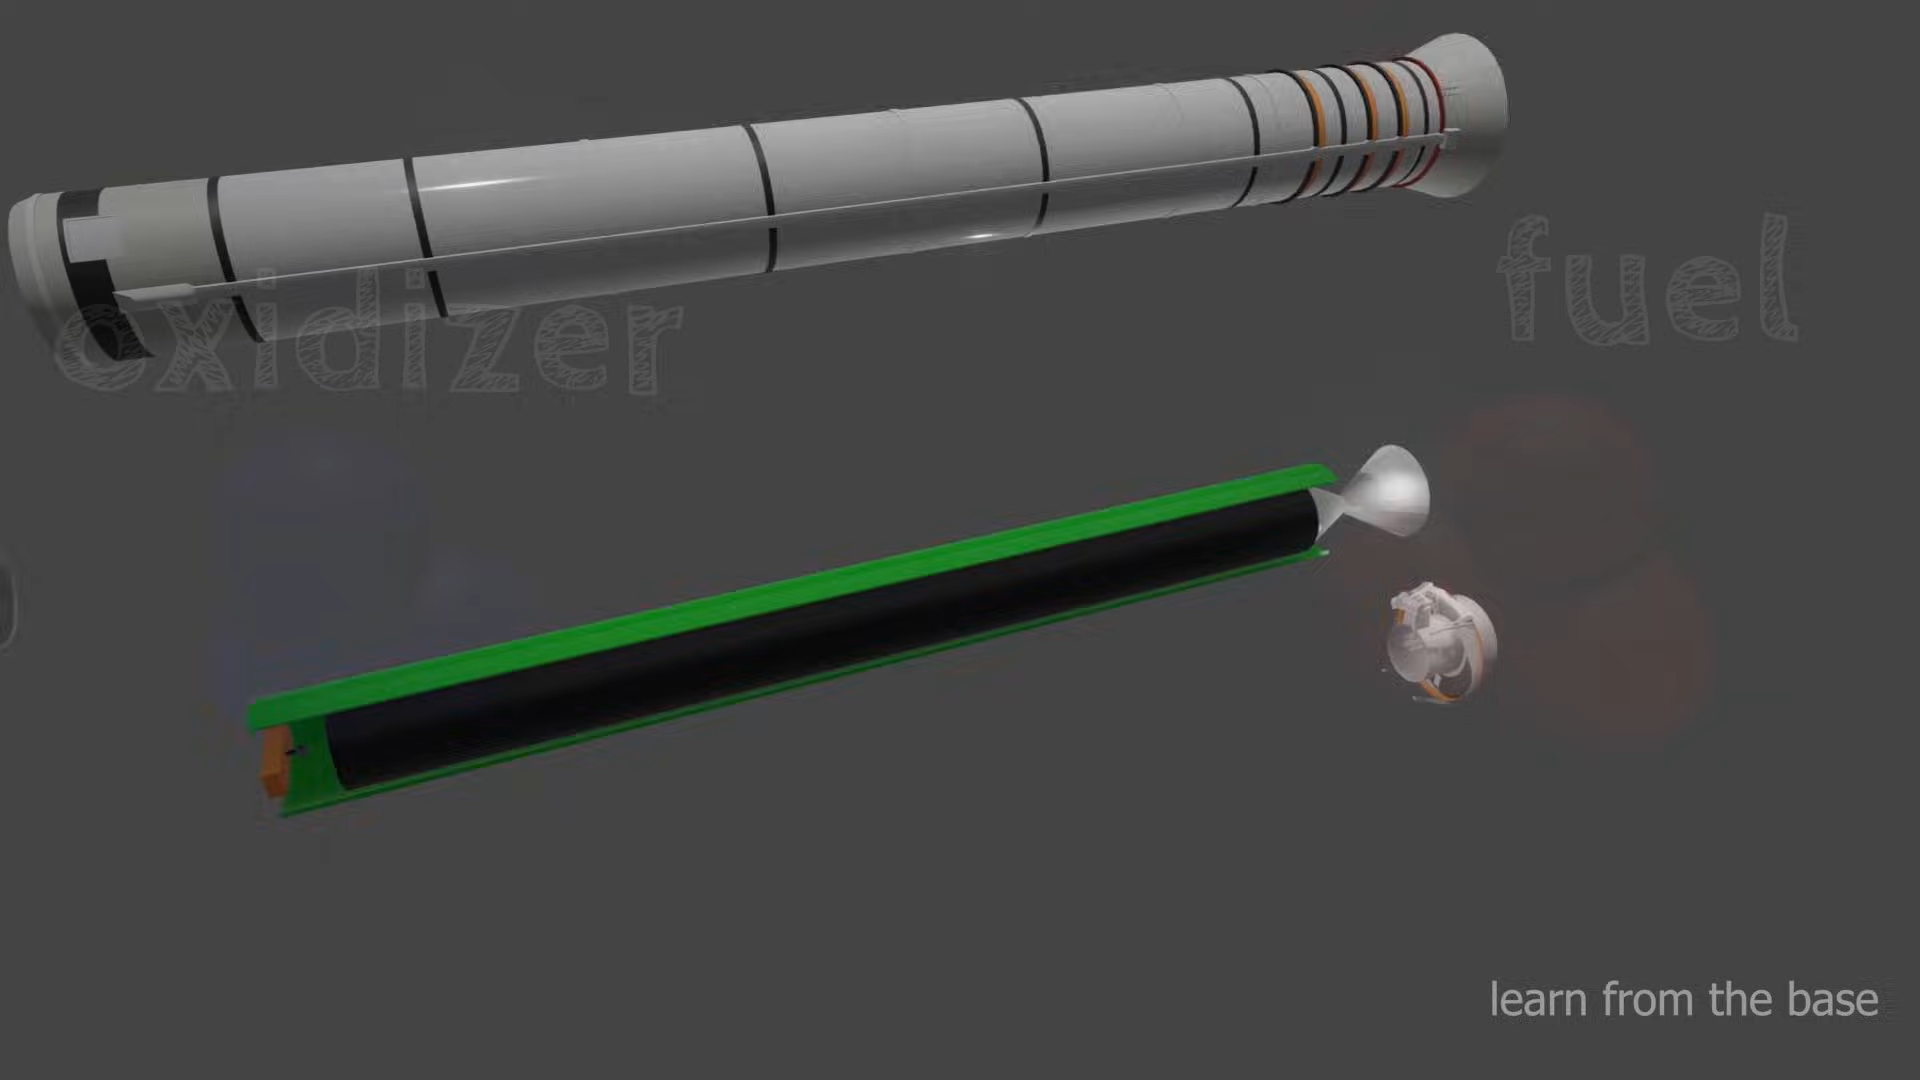 fuel
oxidizer
learn from the base